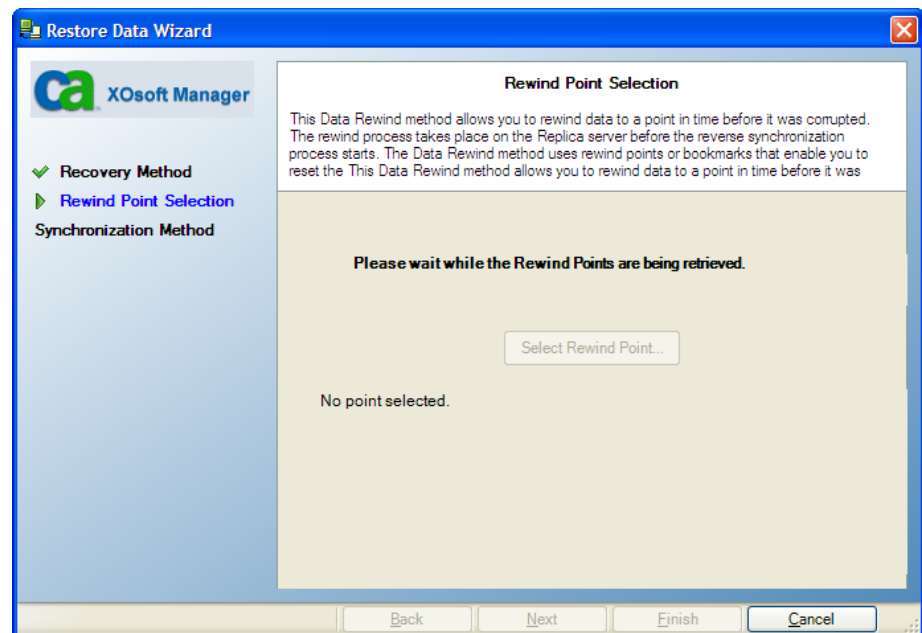 Restore Data Wizard
ca XOsoft Manager
Recovery Method
Rewind Point Selection
Synchronization Method
Rewind Point Selection
This Data Rewind method allows you to rewind data to a point in time before it was corrupted.
The rewind process takes place on the Replica server before the reverse synchronization
process starts. The Data Rewind method uses rewind points or bookmarks that enable you to
reset the This Data Rewind method allows you to rewind data to a point in time before it was
Please wait while the Rewind Points are being retrieved.
Select Rewind Point...
No point selected.
Back Next Finish Cancel